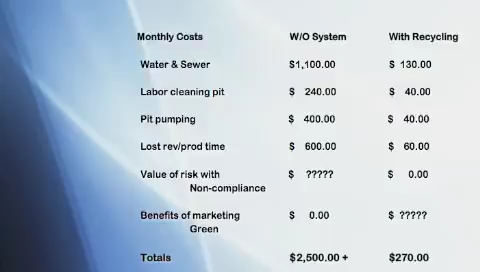 Monthly Costs W/O System With Recycling
Water & Sewer $1,100.00 $ 130.00
Labor cleaning pit $ 240.00 $ 40.00
Pit pumping $ 400.00 $ 40.00
Lost rev/prod time $ 600.00 $ 60.00
Value of risk with $ ????? $ 0.00
Non-compliance
Benefits of marketing $ 0.00 $ ?????
Green
Totals $2,500.00 + $270.00